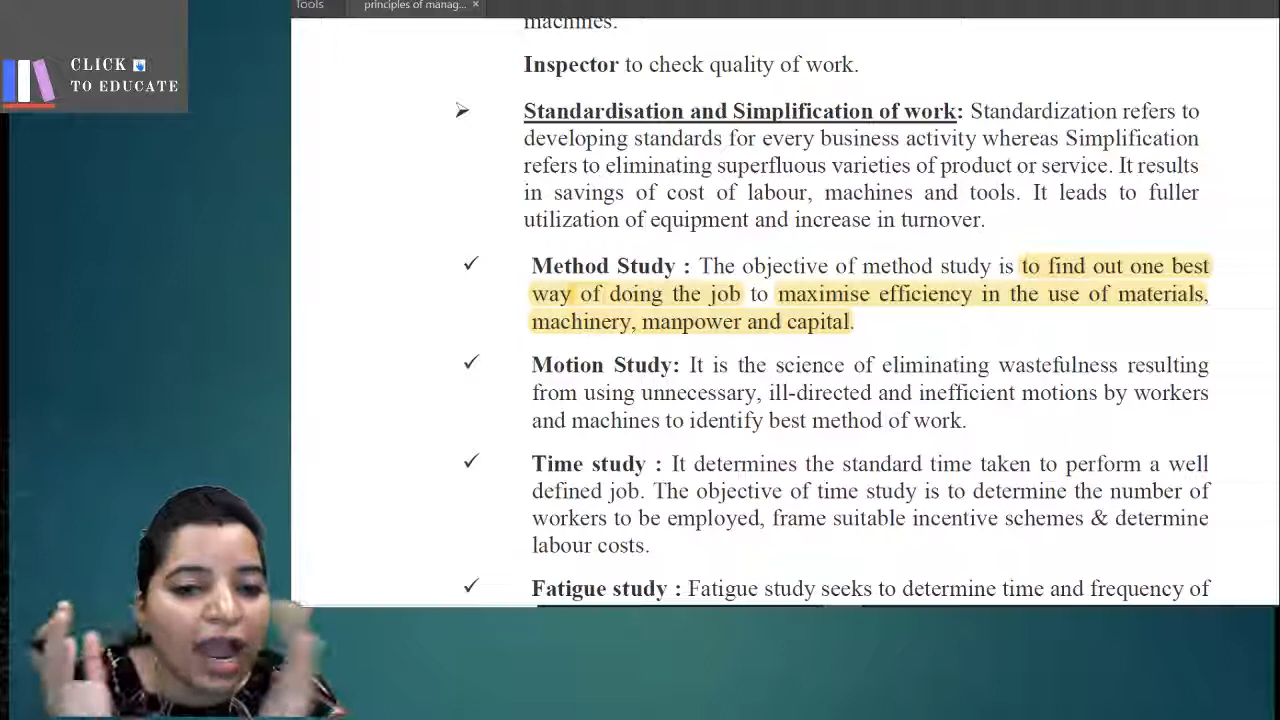 Tools
principles of manag... ×
CLICK
TO EDUCATE
machines.
Inspector to check quality of work.
➢ Standardisation and Simplification of work: Standardization refers to
developing standards for every business activity whereas Simplification
refers to eliminating superfluous varieties of product or service. It results
in savings of cost of labour, machines and tools. It leads to fuller
utilization of equipment and increase in turnover.
✓ Method Study : The objective of method study is to find out one best
way of doing the job to maximise efficiency in the use of materials,
machinery, manpower and capital.
✓ Motion Study: It is the science of eliminating wastefulness resulting
from using unnecessary, ill-directed and inefficient motions by workers
and machines to identify best method of work.
✓ Time study : It determines the standard time taken to perform a well
defined job. The objective of time study is to determine the number of
workers to be employed, frame suitable incentive schemes & determine
labour costs.
✓ Fatigue study : Fatigue study seeks to determine time and frequency of